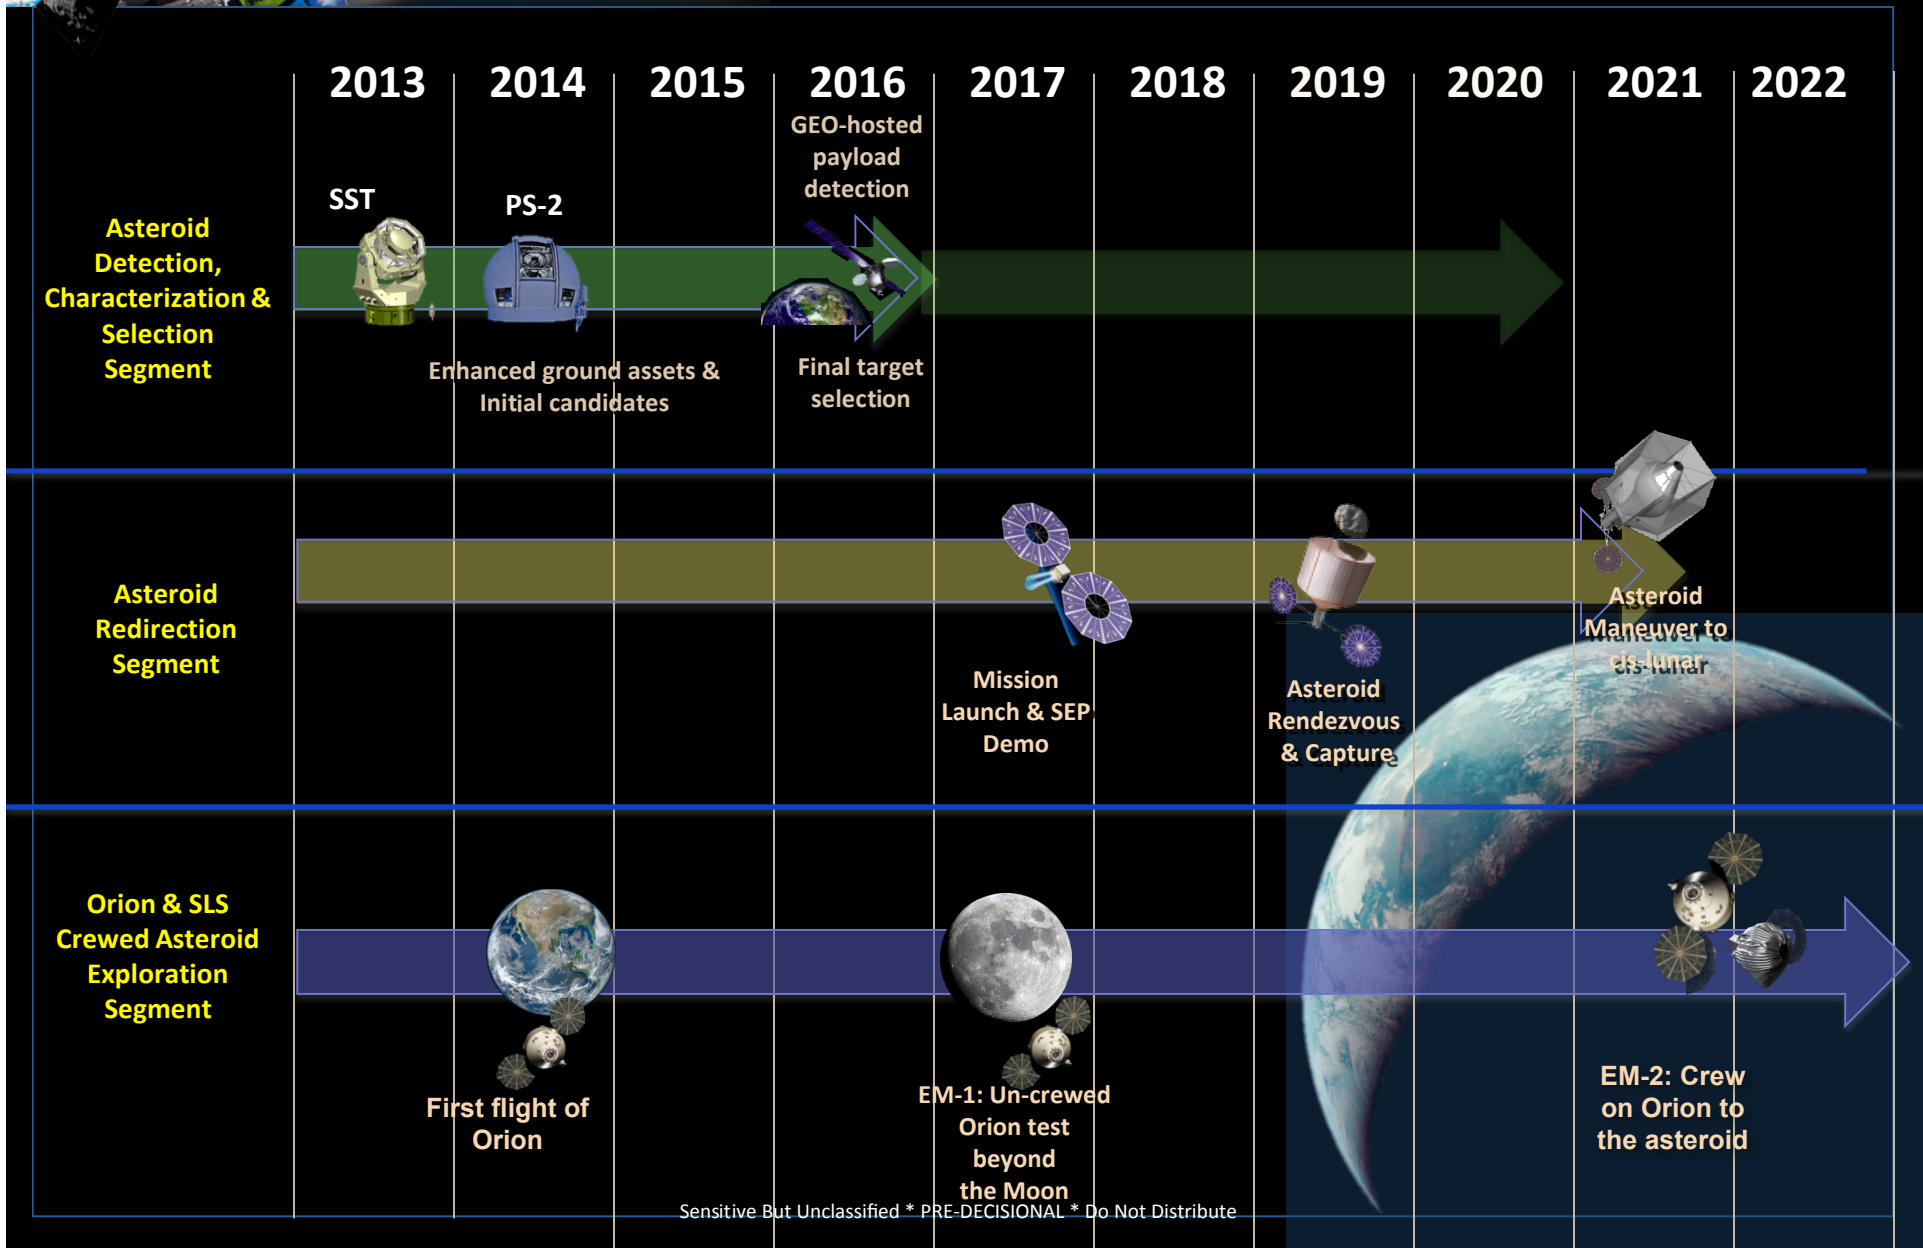 2013 2014 2015 2016 2017 2018 2019 2020 2021 2022
GEO-hosted
payload
detection
SST
PS-2
Asteroid
Detection,
Characterization &
Selection
Segment
Enhanced ground assets &
Initial candidates
Final target
selection
Asteroid
Redirection
Segment
Mission
Launch & SEP
Demo
Asteroid
Rendezvous
& Capture
Asteroid
Maneuver to
cis-lunar
Orion & SLS
Crewed Asteroid
Exploration
Segment
First flight of
Orion
EM-1: Un-crewed
Orion test
beyond
the Moon
EM-2: Crew
on Orion to
the asteroid
Sensitive But Unclassified * PRE-DECISIONAL * Do Not Distribute